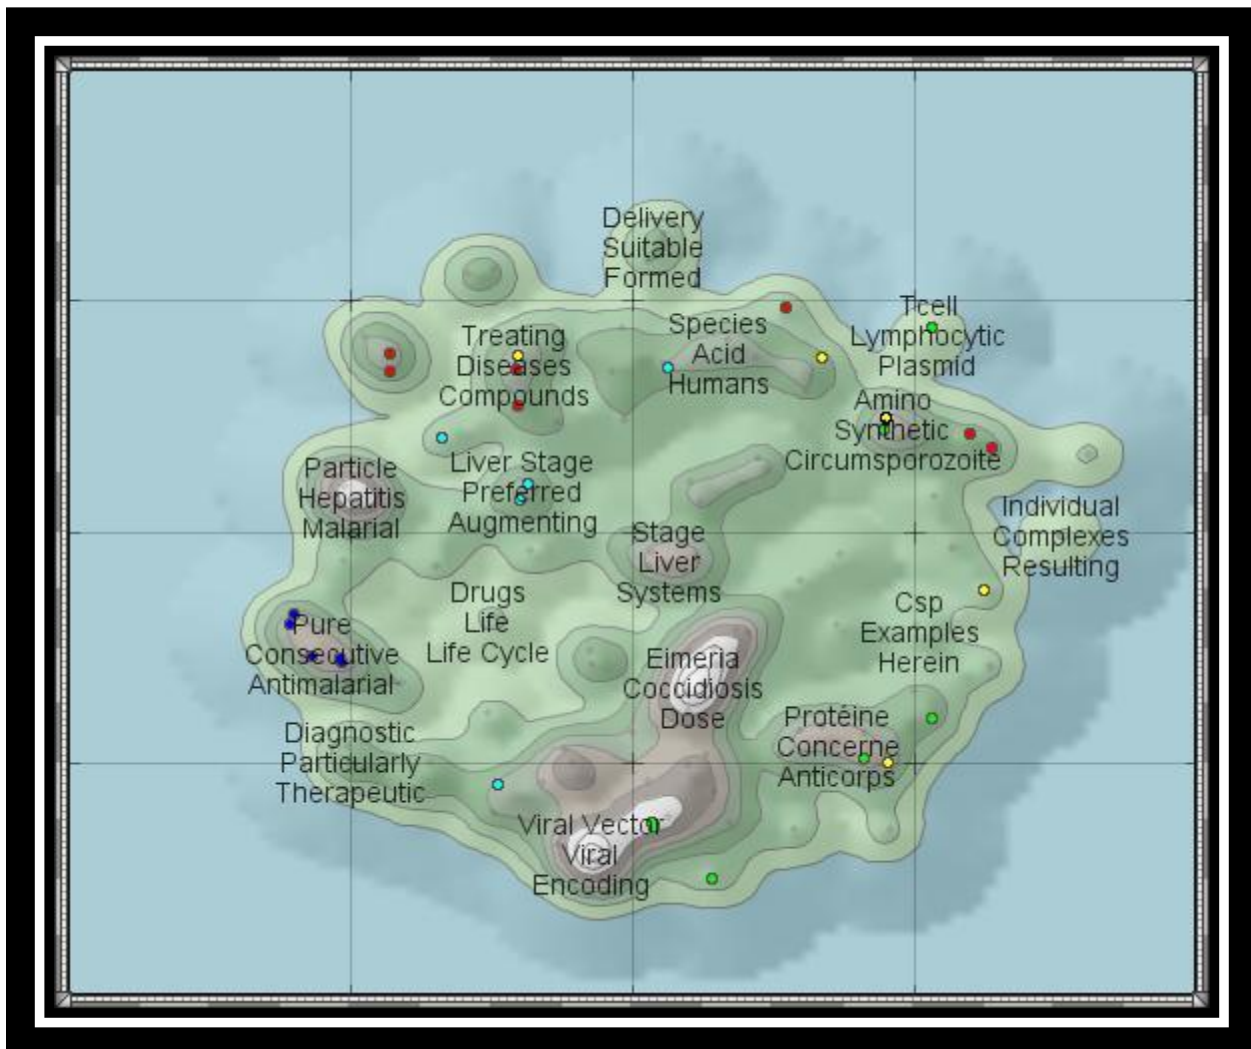 Delivery
Suitable
Formed
Treating
Diseases
Compounds
Species
Acid
Humans
Tcell
Lymphocytic
Plasmid
Amino
Synthetic
Circumsporozoite
Particle
Hepatitis
Malarial
Liver Stage
Preferred
Augmenting
Stage
Liver
Systems
Individual
Complexes
Resulting
Drugs
Life
Life Cycle
Csp
Examples
Herein
Pure
Consecutive
Antimalarial
Eimeria
Coccidiosis
Dose
Protéine
Concerne
Anticorps
Diagnostic
Particularly
Therapeutic
Viral Vector
Viral
Encoding